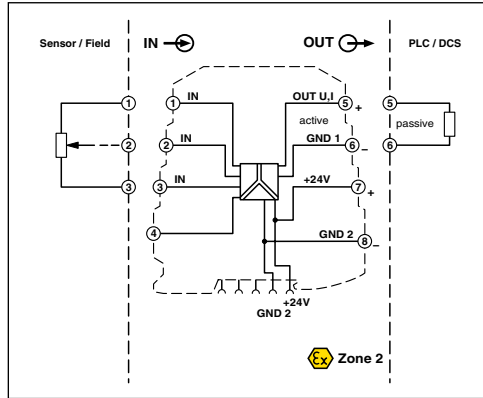 Sensor / Field
IN
OUT
PLC / DCS
1
1
IN
OUT U,I
5
+
5
active
passive
2
2
IN
GND 1
6
–
6
3
3
IN
+24V
7
+
4
GND 2
8
–
+24V
GND 2
Ex
Zone 2